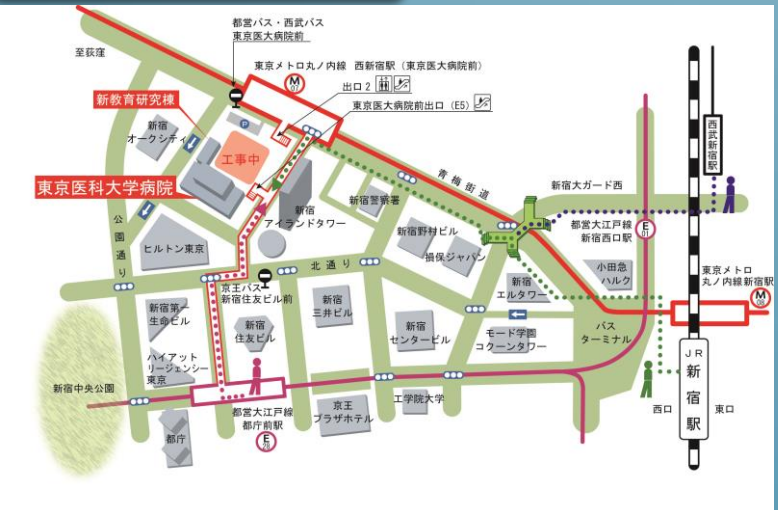 都営バス・西武バス
東京医大病院前
至荻窪
東京メトロ丸ノ内線 西新宿駅(東京医大病院前)
M
07
出口2
東京医大病院前出口(E5)
新教育研究棟
新宿
オークシティ
P
工事中
東京医科大学病院
新宿
アイランドタワー
公園通り
ヒルトン東京
新宿警察署
青梅街道
新宿大ガード西
西武新宿駅
新宿野村ビル
損保ジャパン
都営大江戸線
新宿西口駅
E
01
北通り
京王バス
新宿住友ビル前
新宿
エルタワー
小田急
ハルク
東京メトロ
丸ノ内線新宿駅
M
08
新宿第一
生命ビル
新宿
住友ビル
新宿
三井ビル
新宿
センタービル
モード学園
コクーンタワー
バス
ターミナル
ハイアット
リージェンシー
東京
新宿中央公園
JR
新宿駅
西口
東口
都営大江戸線
都庁前駅
E
28
都庁
京王
プラザホテル
工学院大学